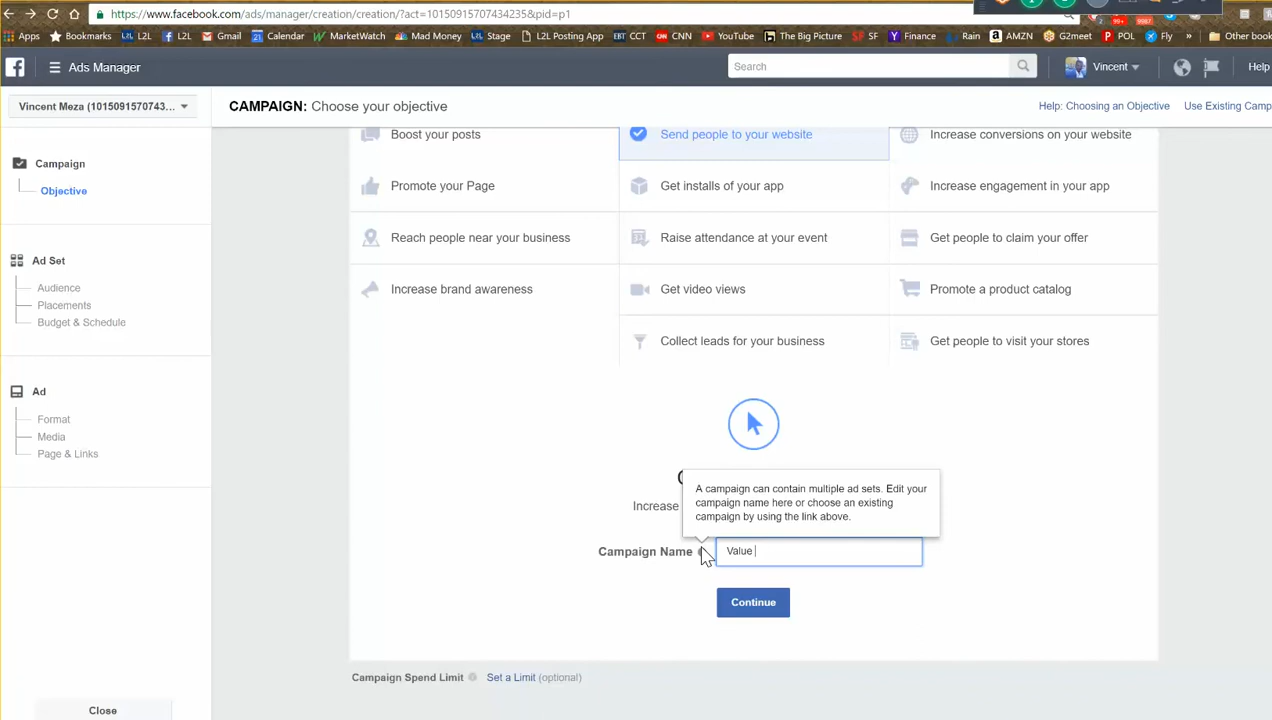 https://www.facebook.com/ads/manager/creation/creation/?act=10150915707434235&pid=p1
99+ 9087
Apps Bookmarks L2L L2L Gmail 21 Calendar MarketWatch Mad Money Stage L2L Posting App EBT CCT CNN YouTube The Big Picture SF SF Finance Rain AMZN G2meet POL Fly » Other book
Ads Manager Search Vincent Help
Vincent Meza (1015091570743... CAMPAIGN: Choose your objective Help: Choosing an Objective Use Existing Camp
Boost your posts Send people to your website Increase conversions on your website
Campaign
Objective
Promote your Page Get installs of your app Increase engagement in your app
Reach people near your business Raise attendance at your event Get people to claim your offer
Ad Set
Audience
Placements
Budget & Schedule
Increase brand awareness Get video views Promote a product catalog
Collect leads for your business Get people to visit your stores
Ad
Format
Media
Page & Links
A campaign can contain multiple ad sets. Edit your
campaign name here or choose an existing
campaign by using the link above.
Increase
Campaign Name Value
Continue
Campaign Spend Limit Set a Limit (optional)
Close